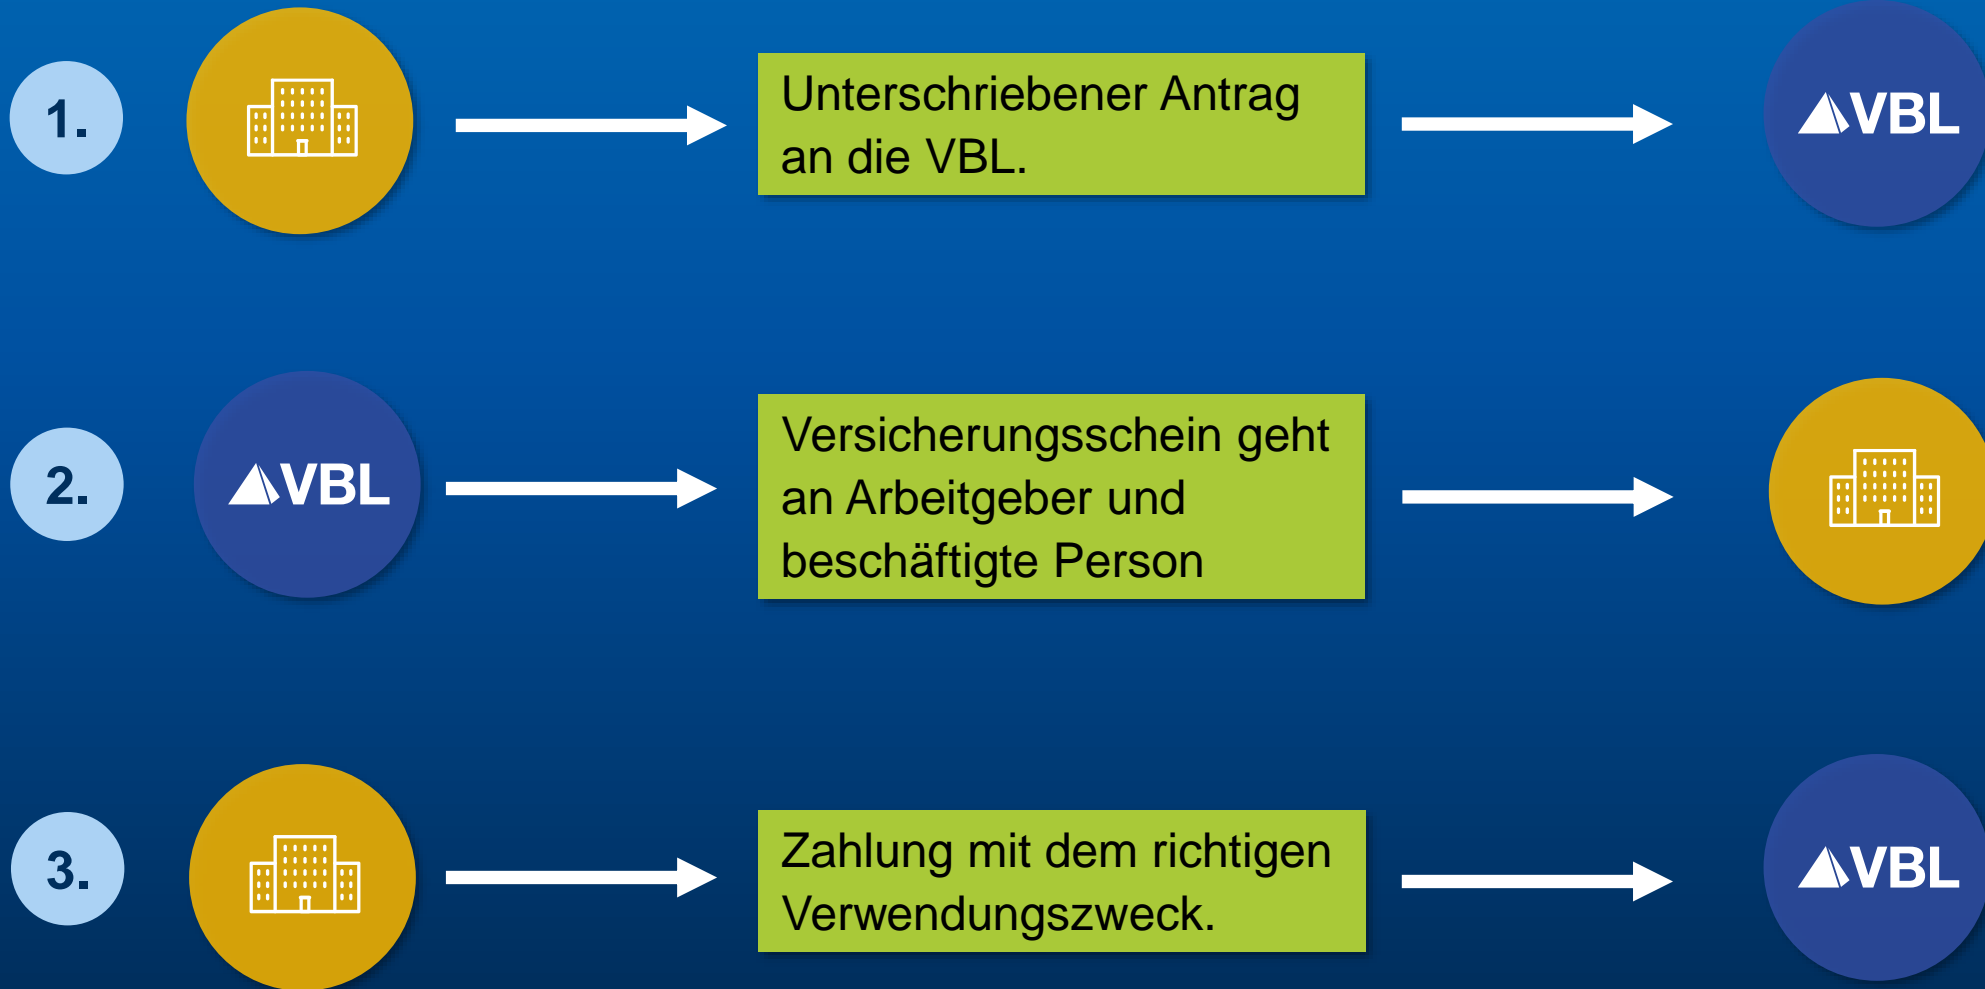 1.
Unterschriebener Antrag
an die VBL.
VBL
2.
VBL
Versicherungsschein geht
an Arbeitgeber und
beschäftigte Person
3.
Zahlung mit dem richtigen
Verwendungszweck.
VBL